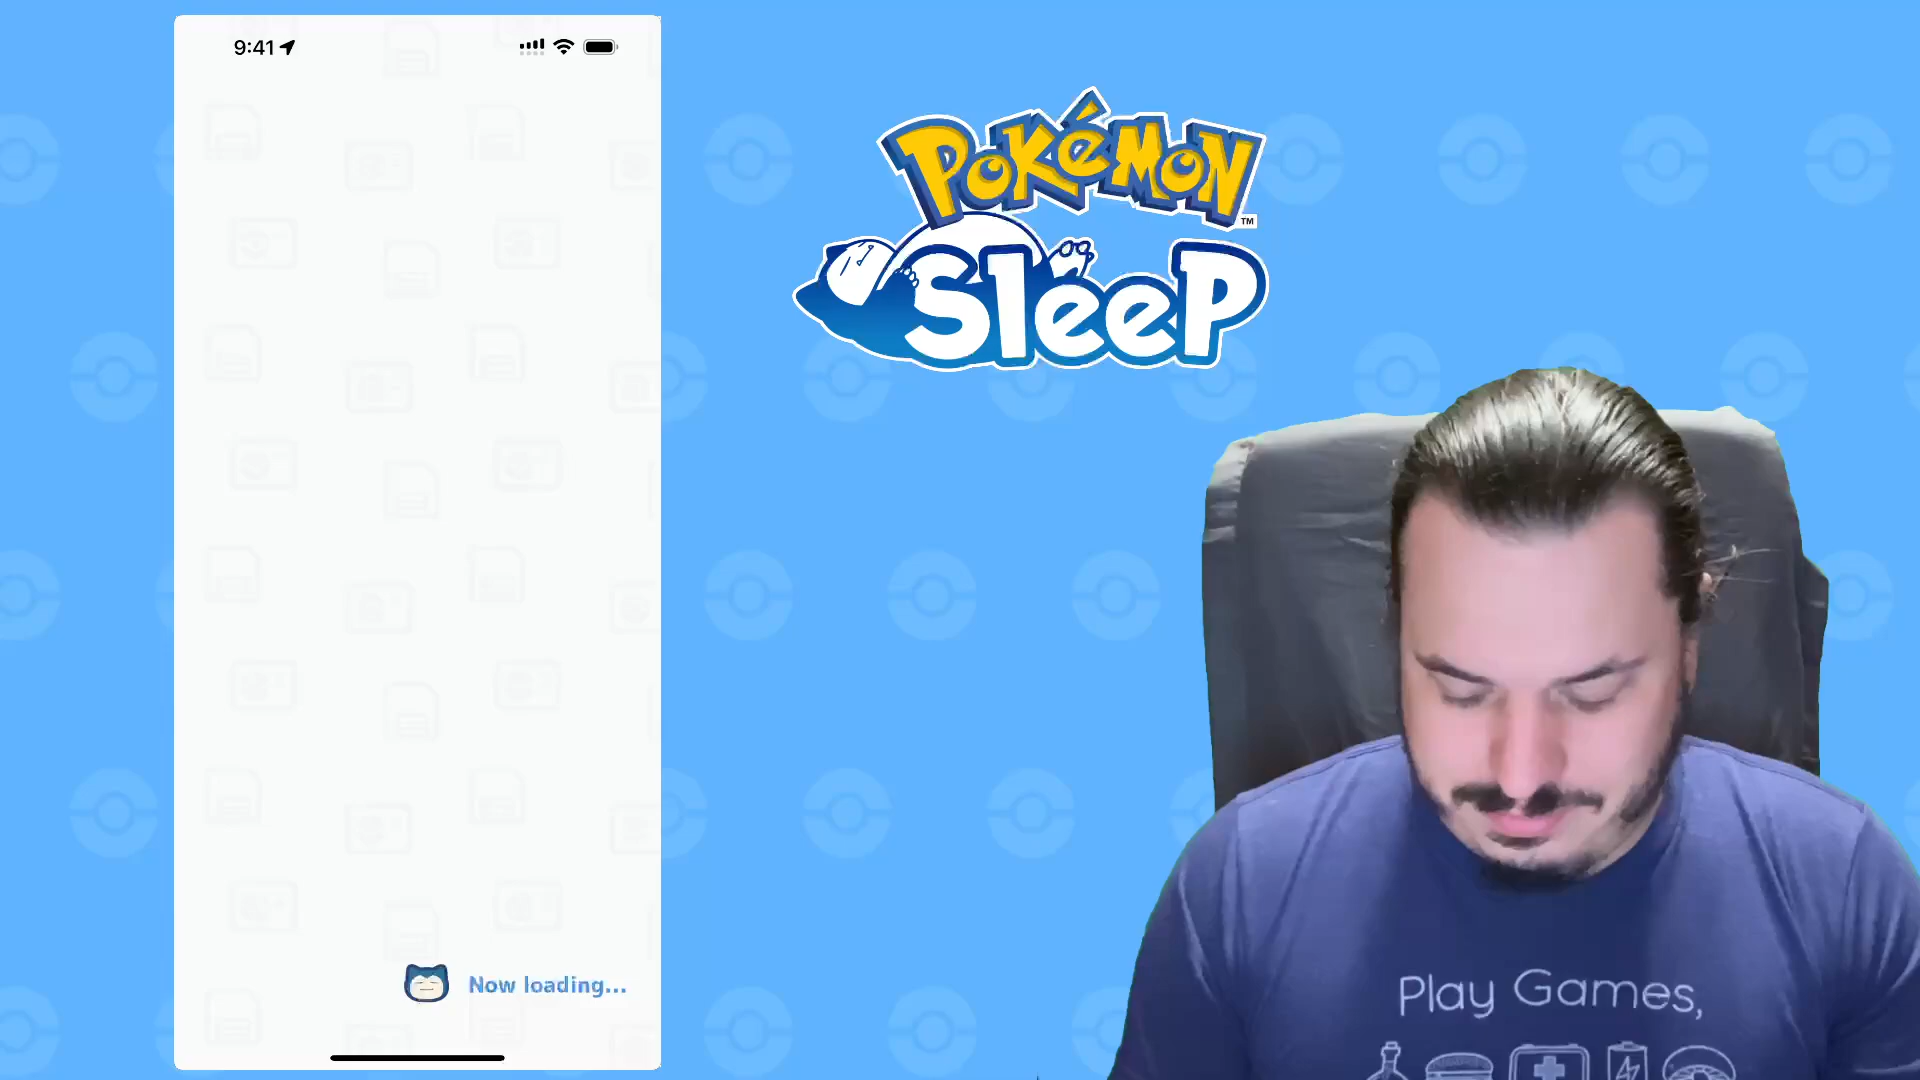 9:41
POKÉMON
TM
Sleep
Now loading...
Play Games,